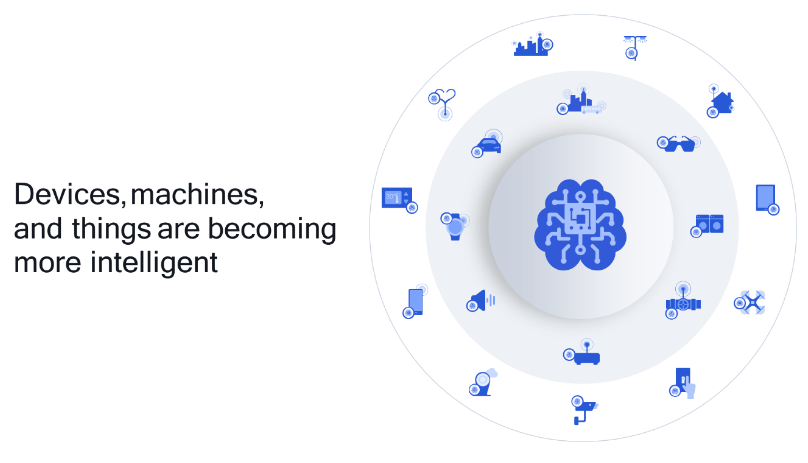 Devices, machines,
and things are becoming
more intelligent